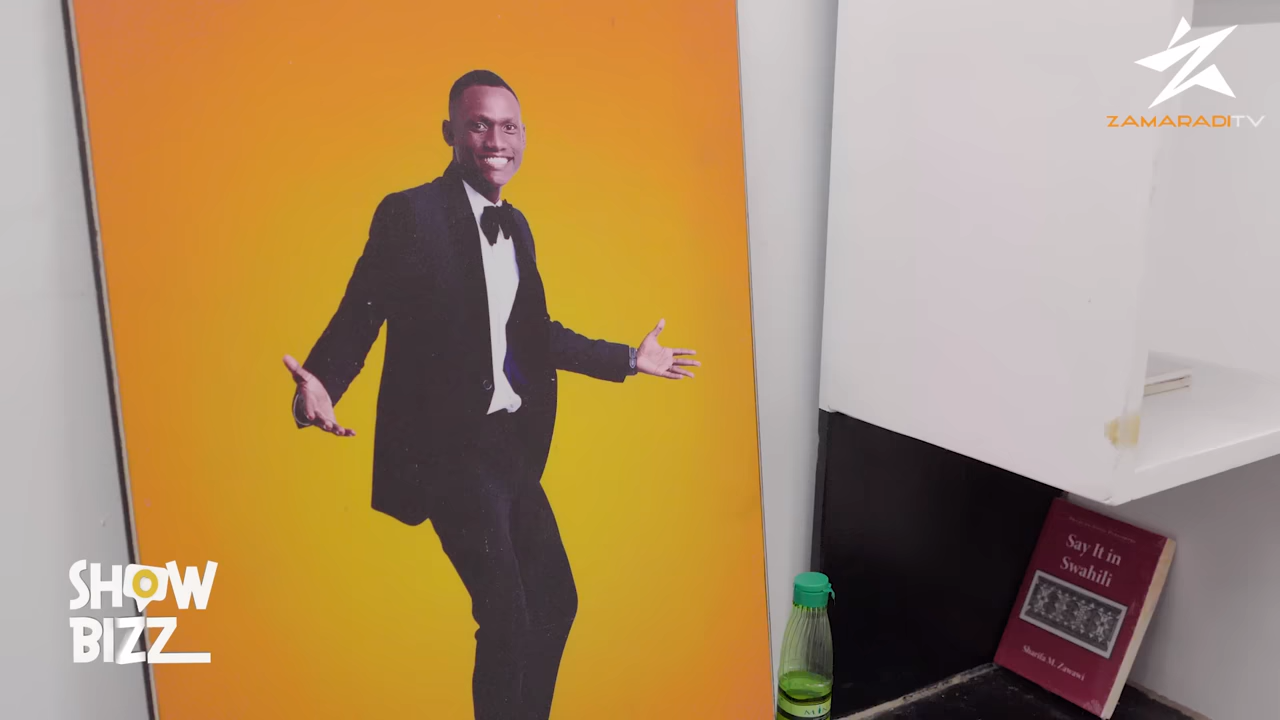 ZAMARADITV
SHOW
BIZZ
Say It in
Swahili
Sharifa M. Zawawi